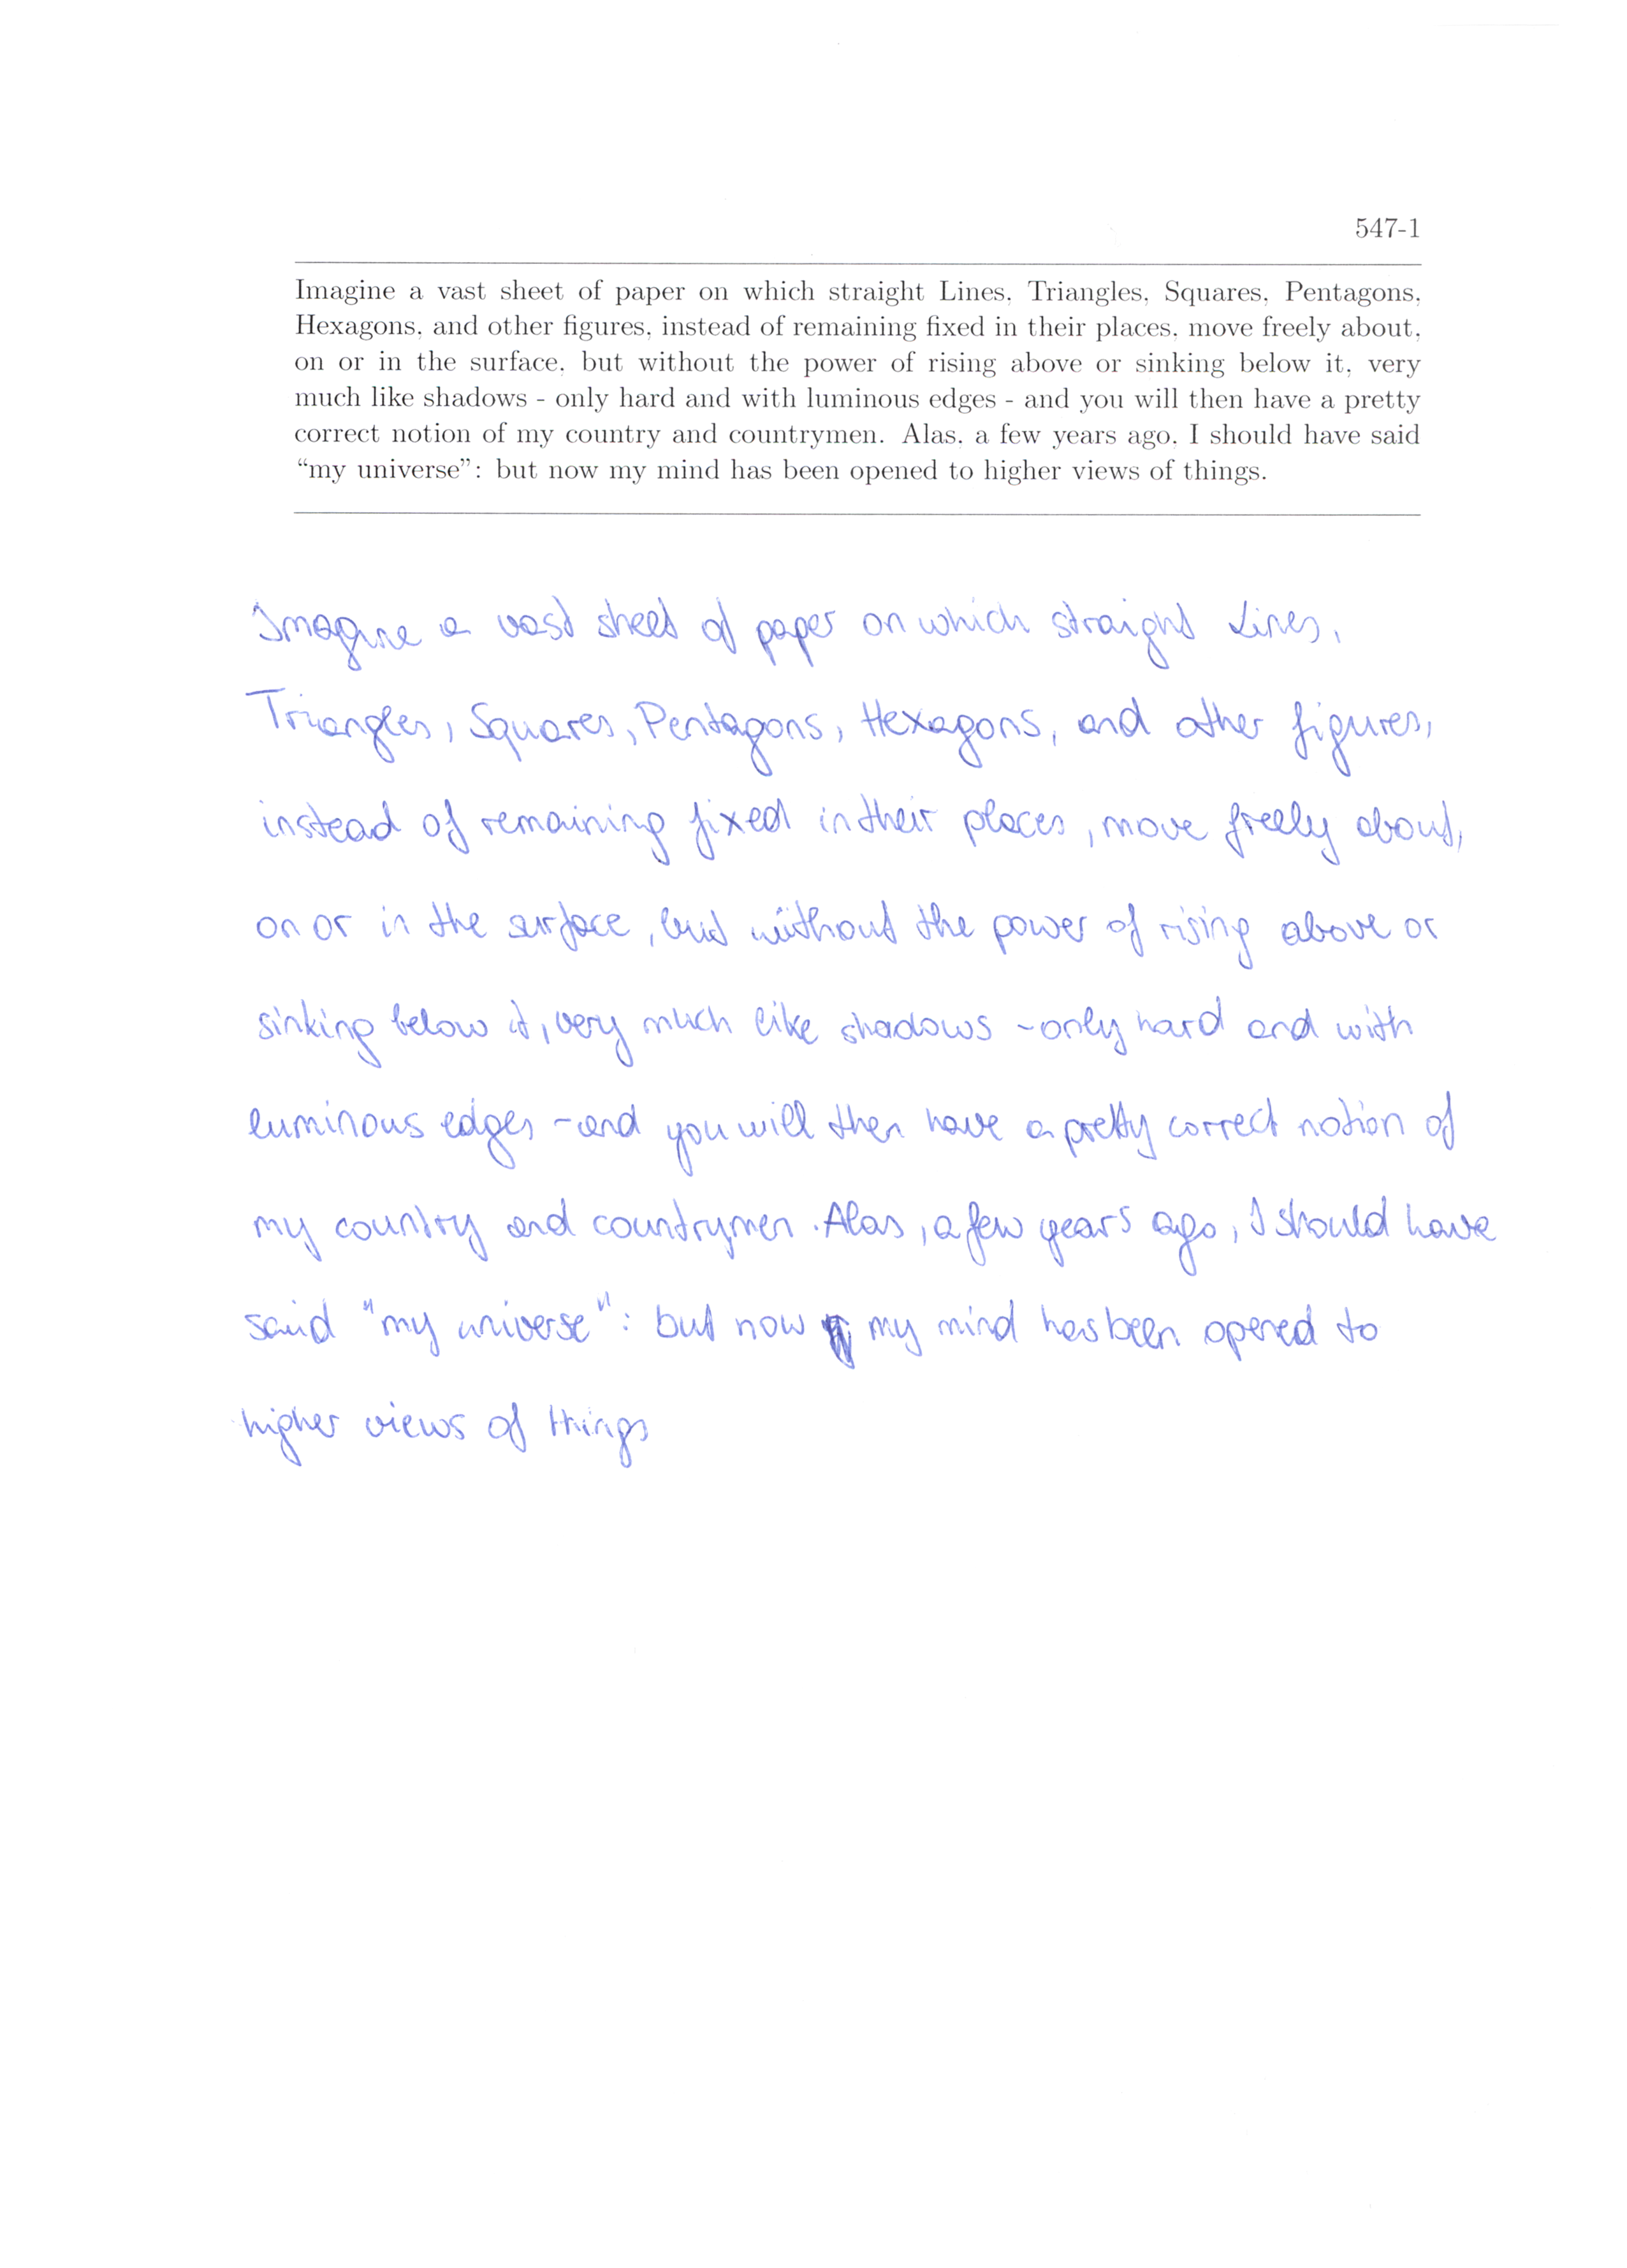 547-1
Imagine a vast sheet of paper on which straight Lines, Triangles, Squares, Pentagons,
Hexagons, and other figures, instead of remaining fixed in their places, move freely about,
on or in the surface, but without the power of rising above or sinking below it, very
much like shadows - only hard and with luminous edges - and you will then have a pretty
correct notion of my country and countrymen. Alas, a few years ago, I should have said
“my universe”: but now my mind has been opened to higher views of things.
Imagine a vast sheet of paper on which straight Lines,
Triangles, Squares, Pentagons, Hexagons, and other figures,
instead of remaining fixed in their places, move freely about,
on or in the surface, but without the power of rising above or
sinking below it, very much like shadows - only hard and with
luminous edges - and you will then have a pretty correct notion of
my country and countrymen. Alas, a few years ago, I should have
said "my universe": but now my mind has been opened to
higher views of things